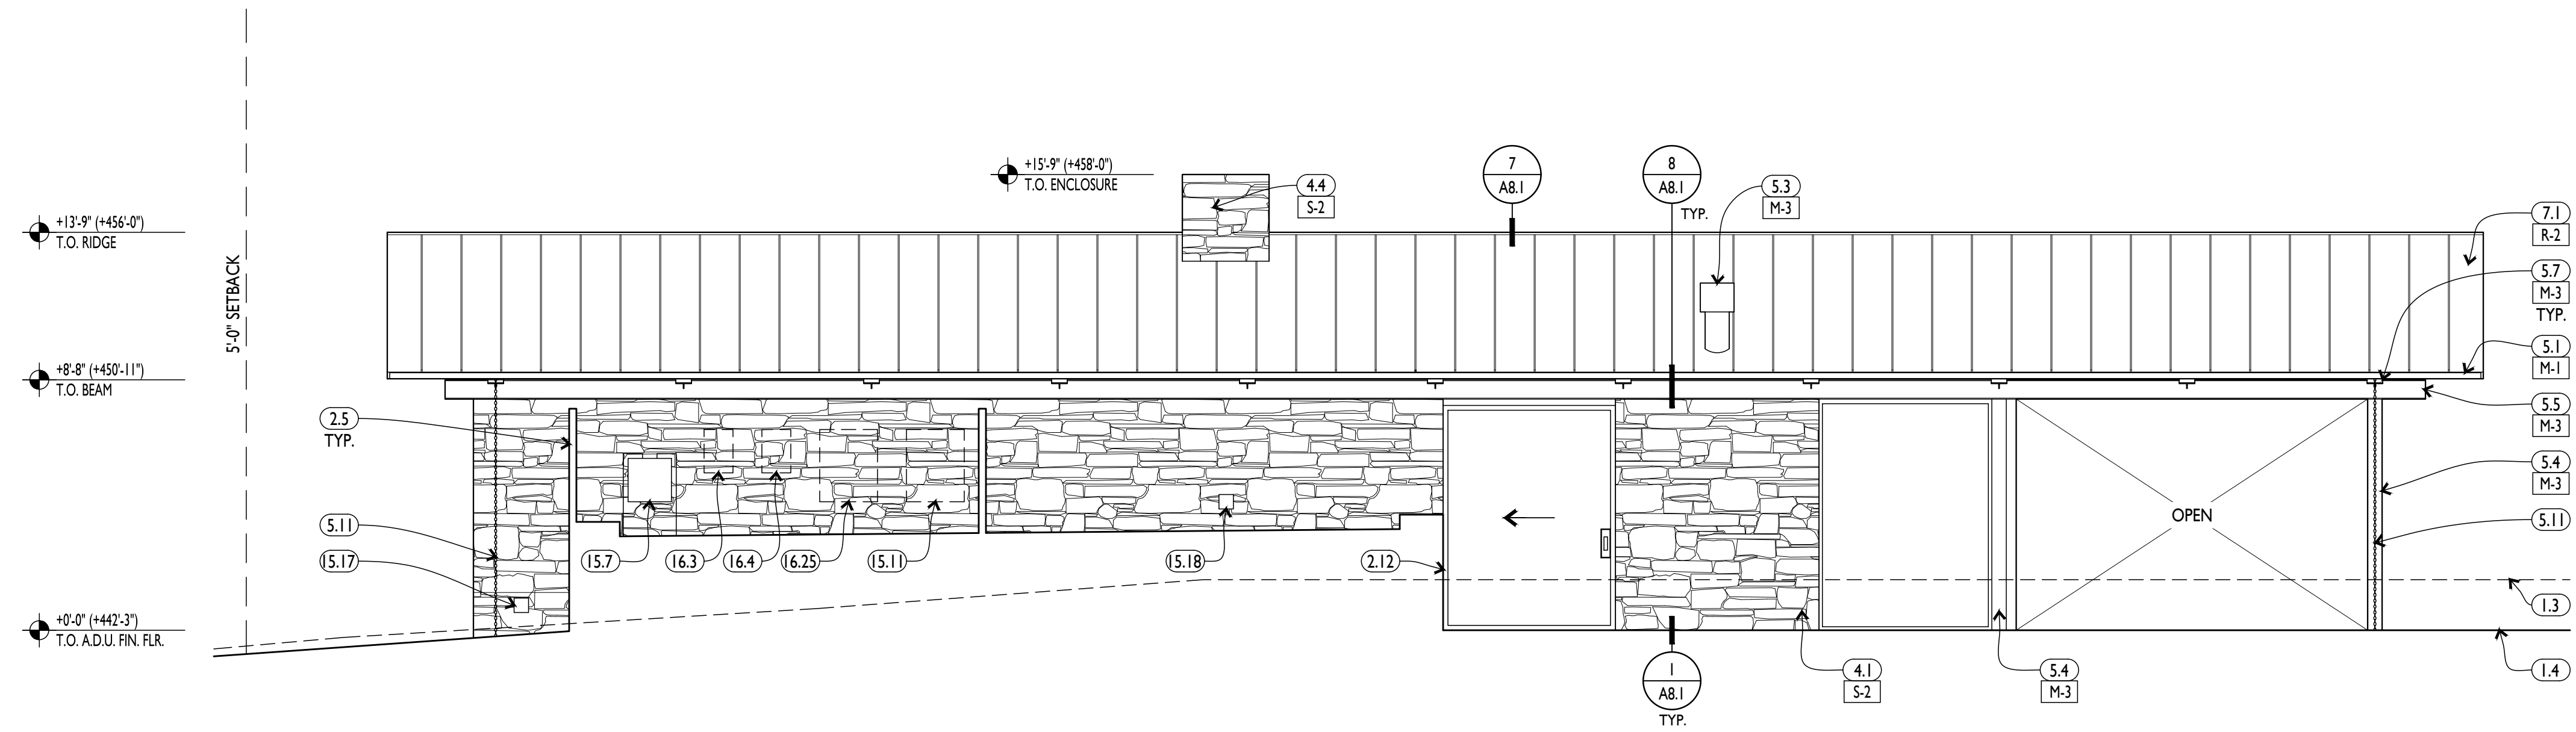 +15'-9" (+458'-0")
T.O. ENCLOSURE
7
A8.1
8
A8.1
TYP.
4.4
S-2
5.3
M-3
+13'-9" (+456'-0")
T.O. RIDGE
7.1
R-2
5'-0" SETBACK
5.7
M-3
TYP.
+8'-8" (+450'-11")
T.O. BEAM
5.1
M-1
2.5
TYP.
5.5
M-3
5.4
M-3
OPEN
5.11
5.11
15.17
15.7
16.3
16.4
16.25
15.11
15.18
2.12
1.3
+0'-0" (+442'-3")
T.O. A.D.U. FIN. FLR.
1
A8.1
TYP.
4.1
S-2
5.4
M-3
1.4